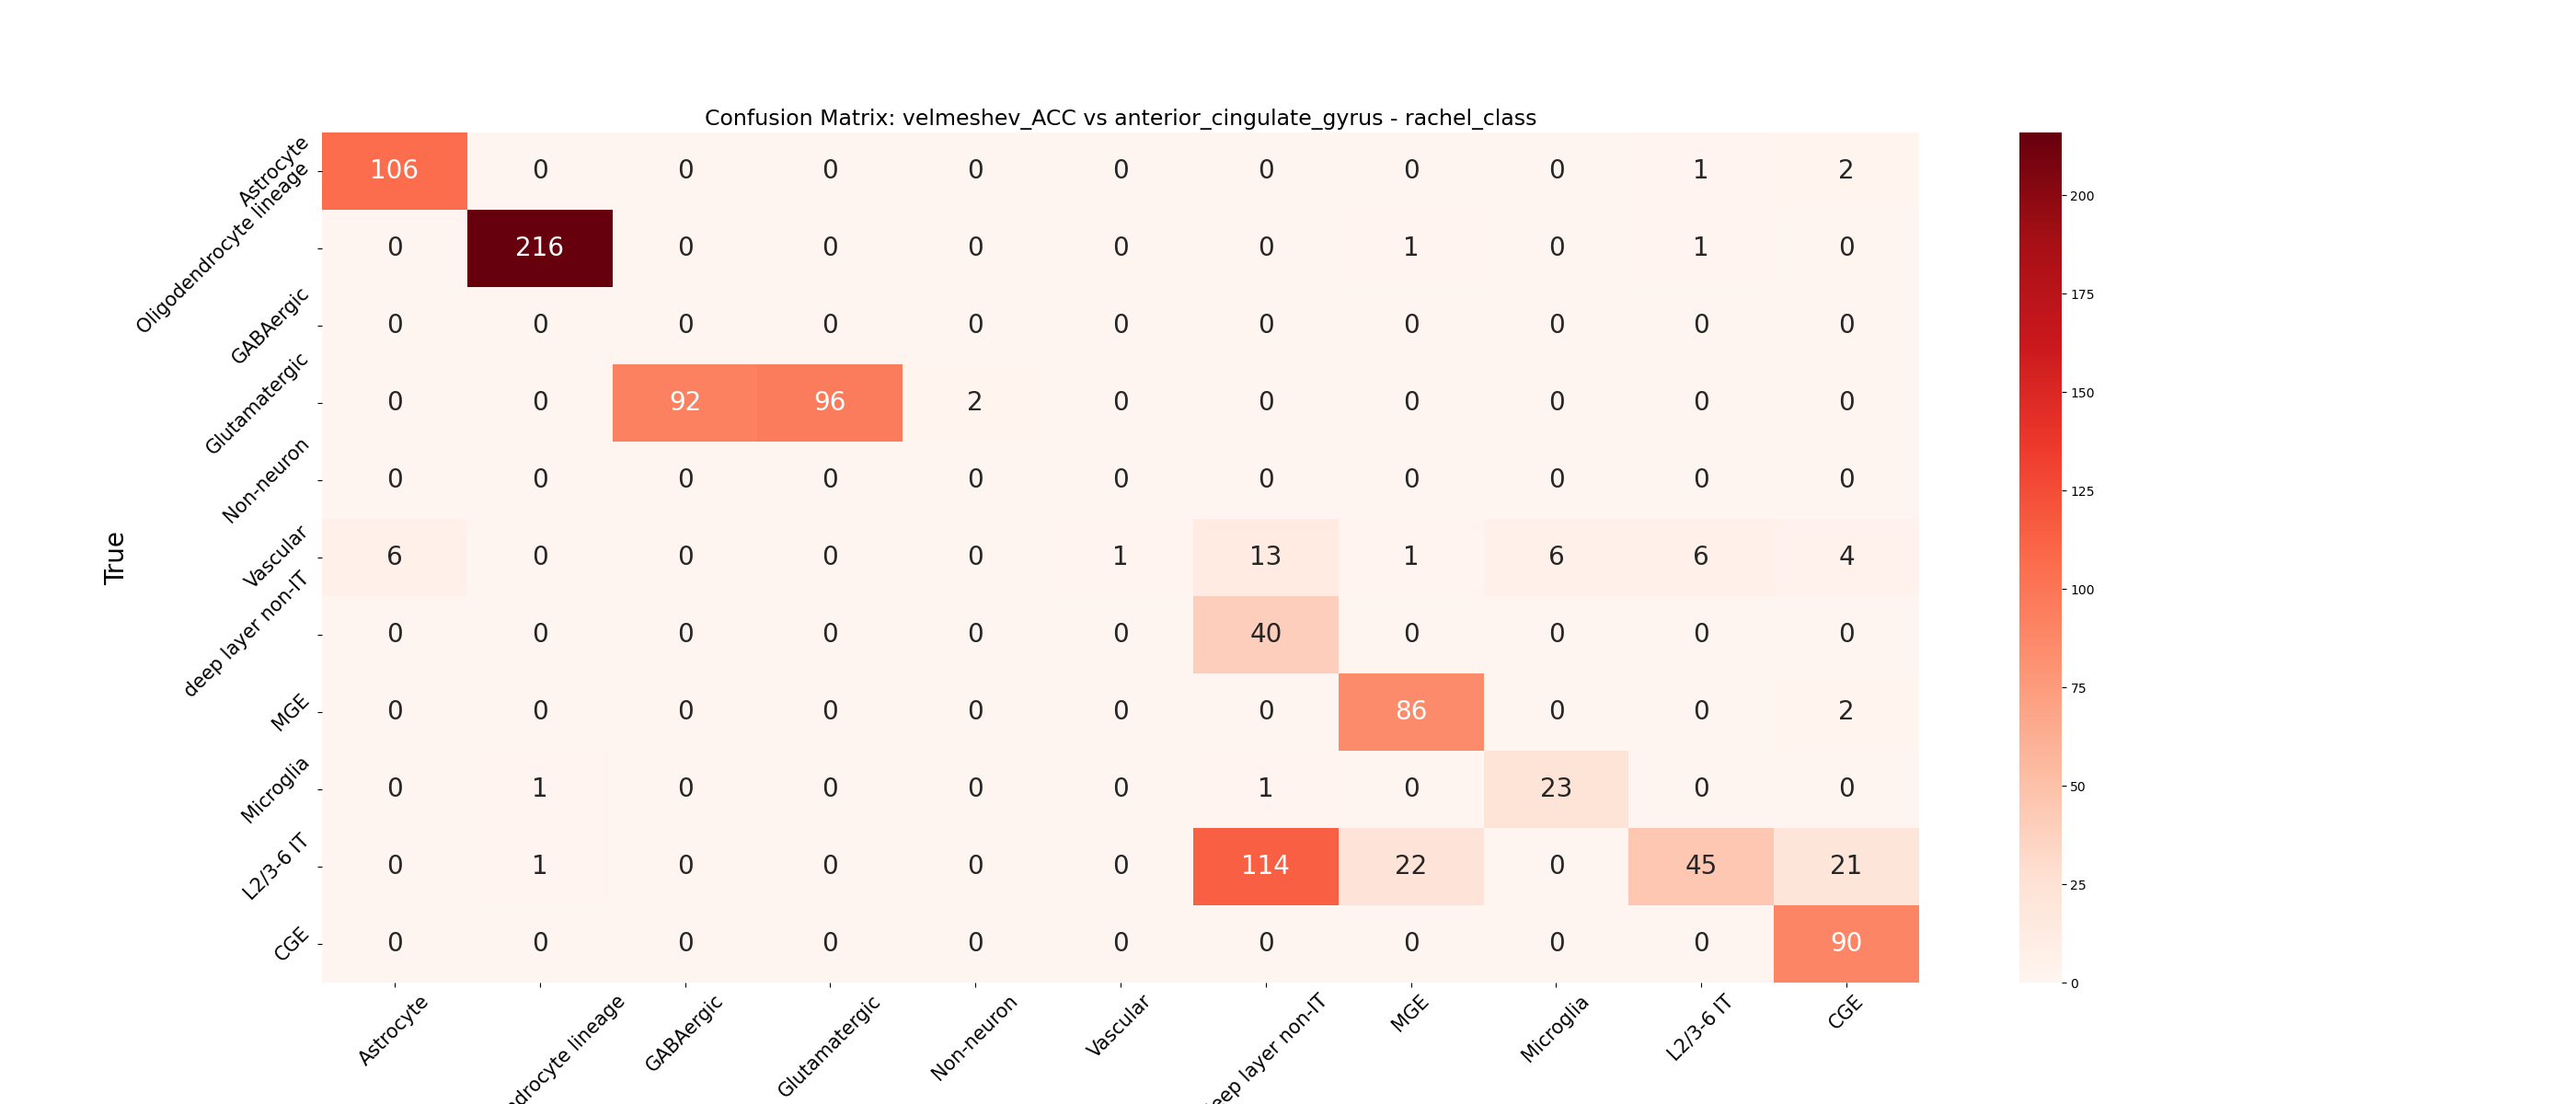 Confusion Matrix: velmeshev_ACC vs anterior_cingulate_gyrus - rachel_class
True
Astrocyte 106 0 0 0 0 0 0 0 0 1 2
Oligodendrocyte lineage 0 216 0 0 0 0 0 1 0 1 0
GABAergic 0 0 0 0 0 0 0 0 0 0 0
Glutamatergic 0 0 92 96 2 0 0 0 0 0 0
Non-neuron 0 0 0 0 0 0 0 0 0 0 0
Vascular 6 0 0 0 0 1 13 1 6 6 4
deep layer non-IT 0 0 0 0 0 0 40 0 0 0 0
MGE 0 0 0 0 0 0 0 86 0 0 2
Microglia 0 1 0 0 0 0 1 0 23 0 0
L2/3-6 IT 0 1 0 0 0 0 114 22 0 45 21
CGE 0 0 0 0 0 0 0 0 0 0 90
Astrocyte
ndrocyte lineage
GABAergic
Glutamatergic
Non-neuron
Vascular
eep layer non-IT
MGE
Microglia
L2/3-6 IT
CGE
200
175
150
125
100
75
50
25
0